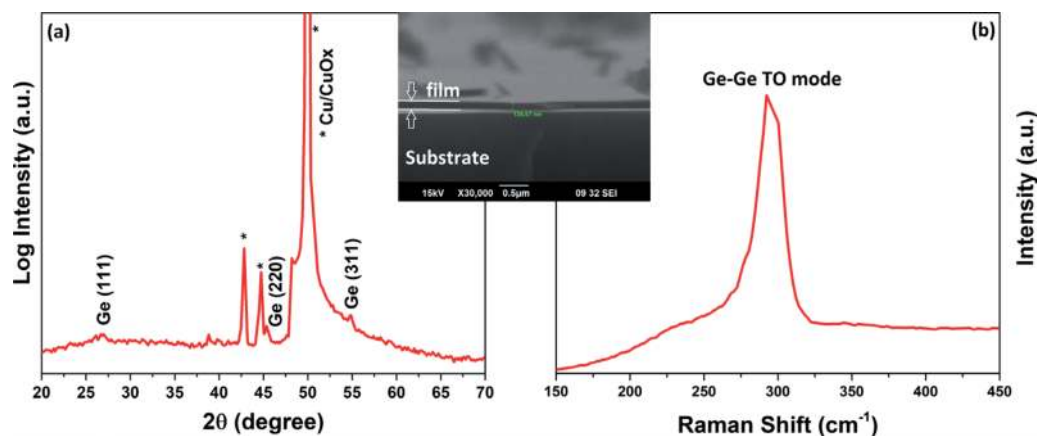 (a)
Log Intensity (a.u.)
Ge (111)
*
*
Ge (220)
*
* Cu/CuOx
Ge (311)
20 25 30 35 40 45 50 55 60 65 70
2θ (degree)
film
Substrate
15kV X30,000 0.5μm 09 32 SEI
(b)
Ge-Ge TO mode
Intensity (a.u.)
150 200 250 300 350 400 450
Raman Shift (cm⁻¹)